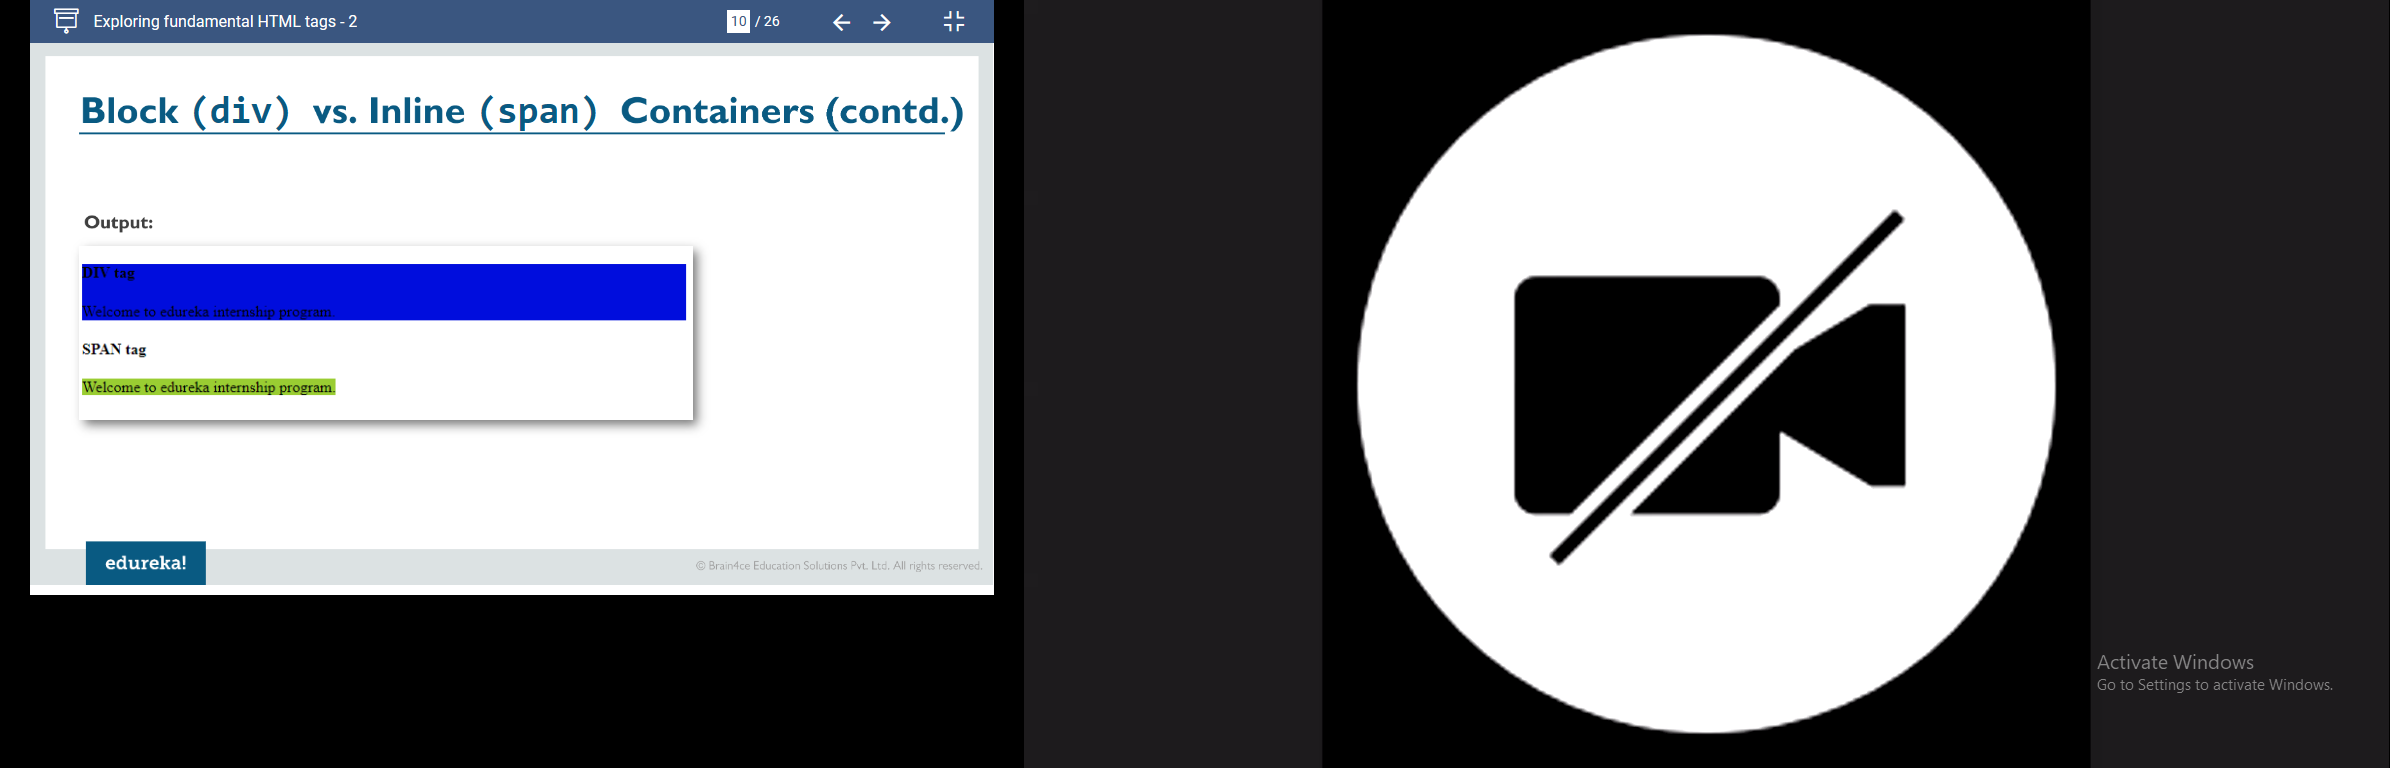 Exploring fundamental HTML tags - 2
10 / 26
Block (div) vs. Inline (span) Containers (contd.)
Output:
DIV tag
Welcome to edureka internship program.
SPAN tag
Welcome to edureka internship program.
edureka!
© Brain4ce Education Solutions Pvt. Ltd. All rights reserved.
Activate Windows
Go to Settings to activate Windows.